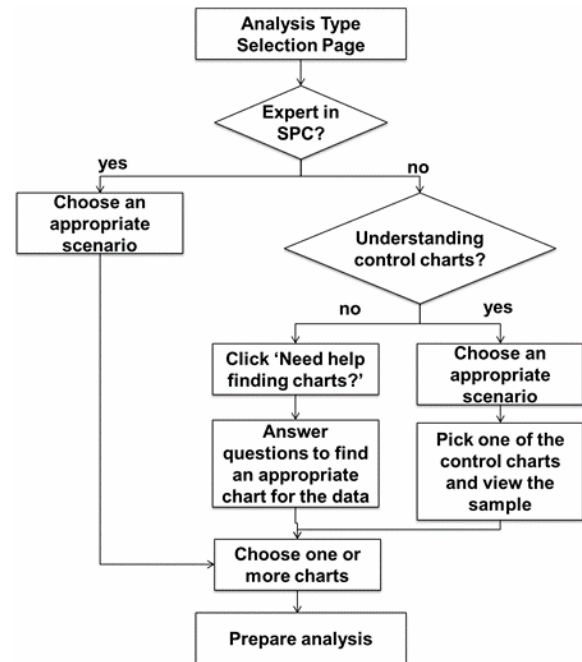 Analysis Type
Selection Page
Expert in
SPC?
yes
no
Choose an
appropriate
scenario
Understanding
control charts?
no
yes
Click ‘Need help
finding charts?’
Choose an
appropriate
scenario
Answer
questions to find
an appropriate
chart for the data
Pick one of the
control charts
and view the
sample
Choose one or
more charts
Prepare analysis